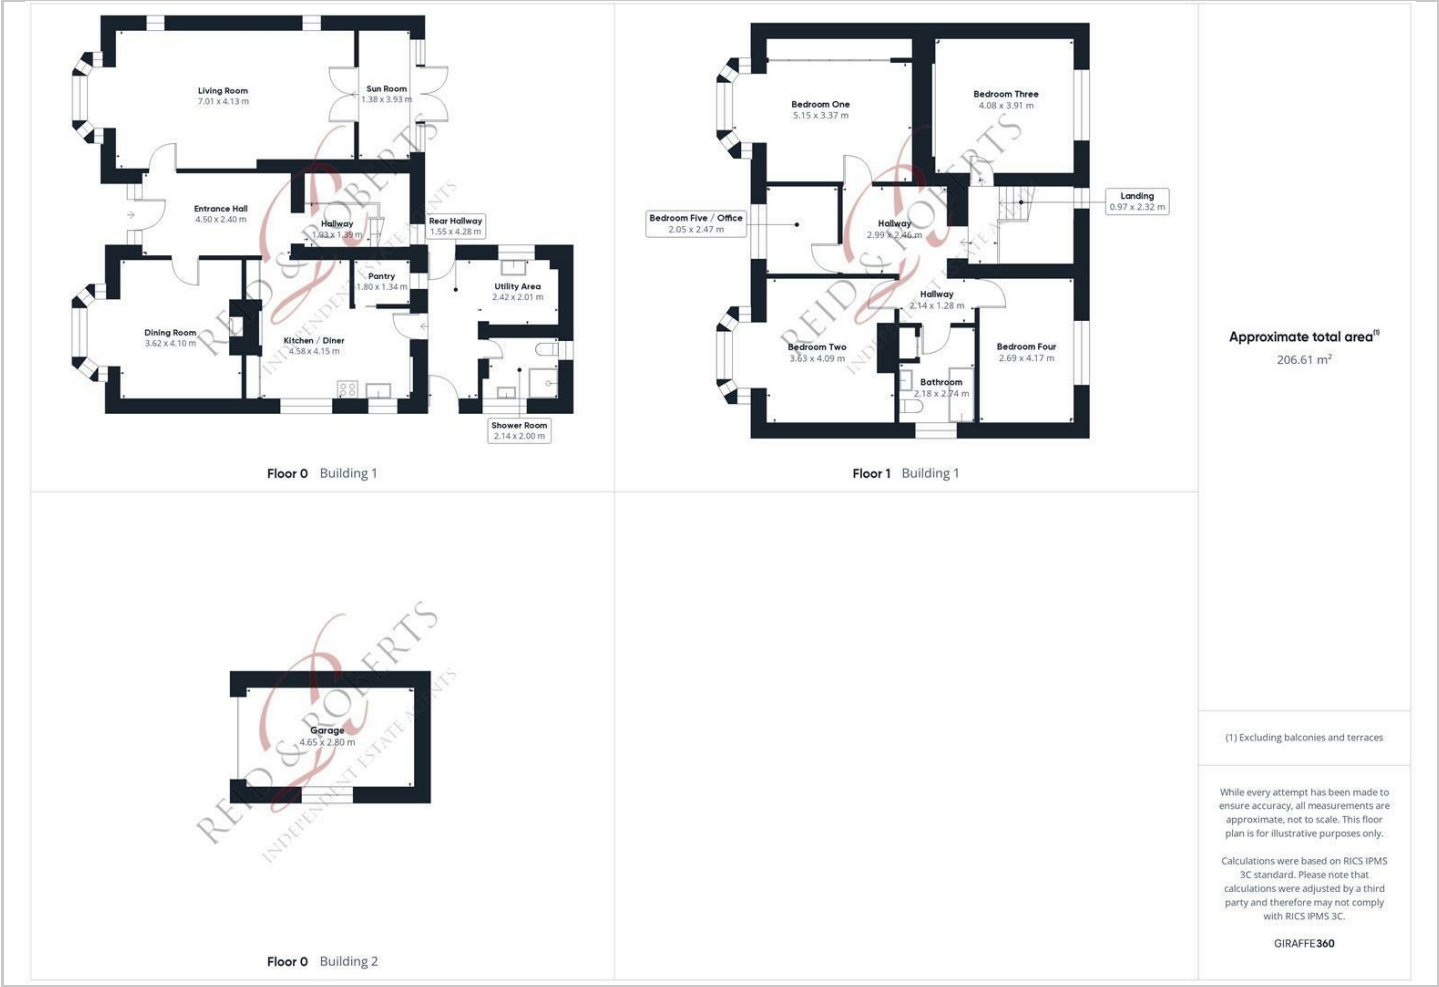 Living Room
7.01 x 4.13 m
Sun Room
1.38 x 3.93 m
Entrance Hall
4.50 x 2.40 m
Hallway
1.93 x 1.39 m
Rear Hallway
1.55 x 4.28 m
Pantry
1.80 x 1.34 m
Utility Area
2.42 x 2.01 m
Dining Room
3.62 x 4.10 m
Kitchen / Diner
4.58 x 4.15 m
Shower Room
2.14 x 2.00 m
REID & ROBERTS
INDEPENDENT ESTATE AGENTS
Floor 0 Building 1
Bedroom One
5.15 x 3.37 m
Bedroom Three
4.08 x 3.91 m
Landing
0.97 x 2.32 m
Bedroom Five / Office
2.05 x 2.47 m
Hallway
2.99 x 2.46 m
Hallway
2.14 x 1.28 m
Bedroom Two
3.63 x 4.09 m
Bedroom Four
2.69 x 4.17 m
Bathroom
2.18 x 2.74 m
REID & ROBERTS
INDEPENDENT ESTATE AGENTS
Floor 1 Building 1
Garage
4.65 x 2.80 m
REID & ROBERTS
INDEPENDENT ESTATE AGENTS
Floor 0 Building 2
Approximate total area(1)
206.61 m²
(1) Excluding balconies and terraces
While every attempt has been made to
ensure accuracy, all measurements are
approximate, not to scale. This floor
plan is for illustrative purposes only.
Calculations were based on RICS IPMS
3C standard. Please note that
calculations were adjusted by a third
party and therefore may not comply
with RICS IPMS 3C.
GIRAFFE360